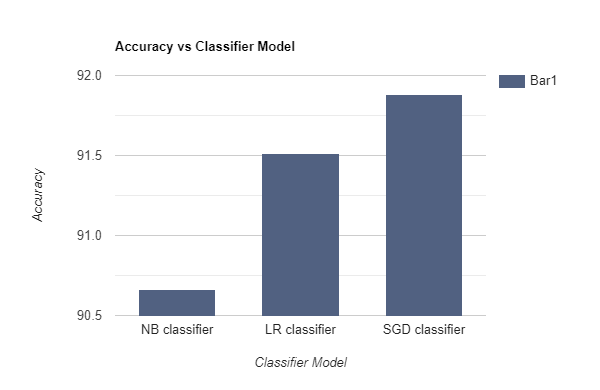 Accuracy vs Classifier Model
92.0
Bar1
91.5
Accuracy
91.0
90.5
NB classifier LR classifier SGD classifier
Classifier Model